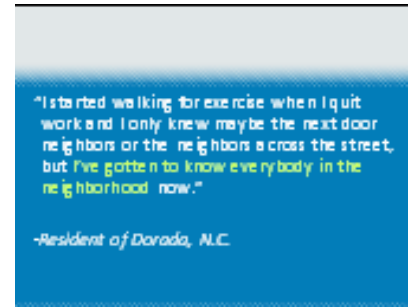 "I started walking for exercise when I quit
work and I only knew maybe the next door
neighbors or the neighbors across the street,
but I've gotten to know everybody in the
neighborhood now."
-Resident of Dorada, N.C.